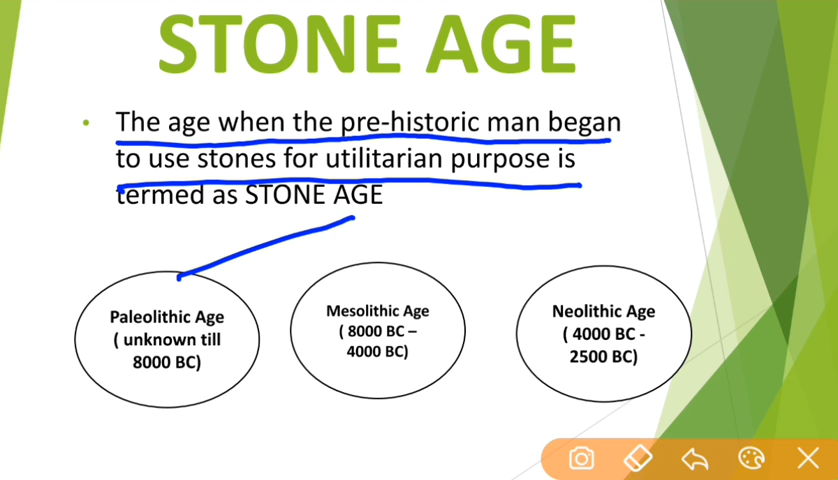 STONE AGE
• The age when the pre-historic man began
to use stones for utilitarian purpose is
termed as STONE AGE
Paleolithic Age
( unknown till
8000 BC)
Mesolithic Age
( 8000 BC –
4000 BC)
Neolithic Age
( 4000 BC -
2500 BC)